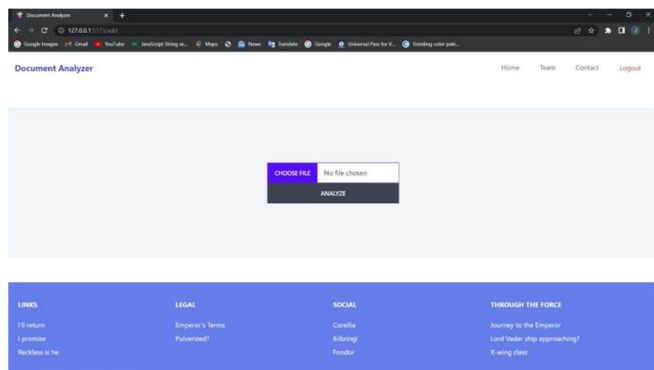 Document Analyzer
127.0.0.1:5173/add
Google Images Gmail YouTube JavaScript String se... Maps News Translate Google Universal Pass for V... Trending color pale...
Document Analyzer Home Team Contact Logout
CHOOSE FILE No file chosen
ANALYZE
LINKS LEGAL SOCIAL THROUGH THE FORCE
I'll return Emperor's Terms Corellia Journey to the Emperor
I promise Pulverized? Bilbringi Lord Vader ship approaching?
Reckless is he Fondor X-wing class